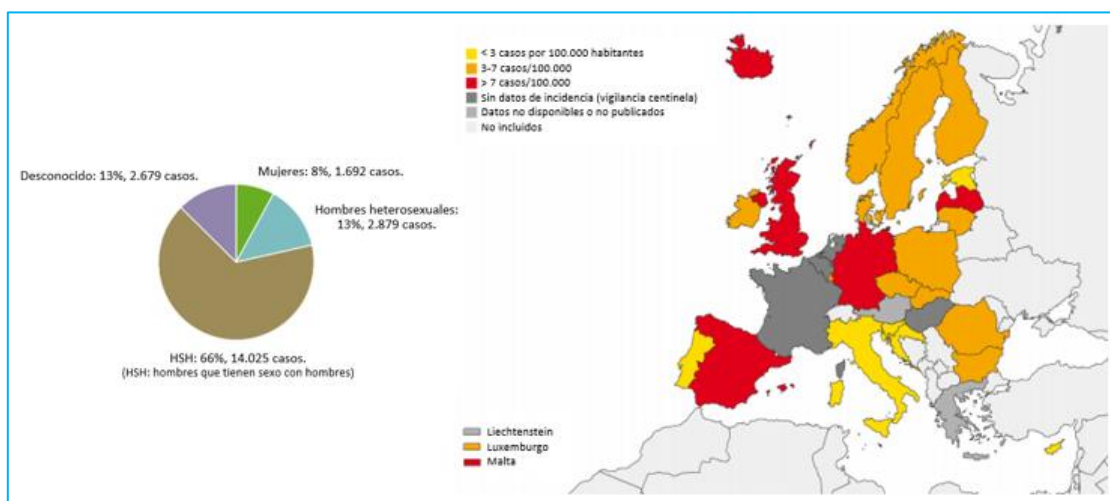 Desconocido: 13%, 2.679 casos.
Mujeres: 8%, 1.692 casos.
Hombres heterosexuales:
13%, 2.879 casos.
HSH: 66%, 14.025 casos.
(HSH: hombres que tienen sexo con hombres)
< 3 casos por 100.000 habitantes
3-7 casos/100.000
> 7 casos/100.000
Sin datos de incidencia (vigilancia centinela)
Datos no disponibles o no publicados
No incluidos
Liechtenstein
Luxemburgo
Malta